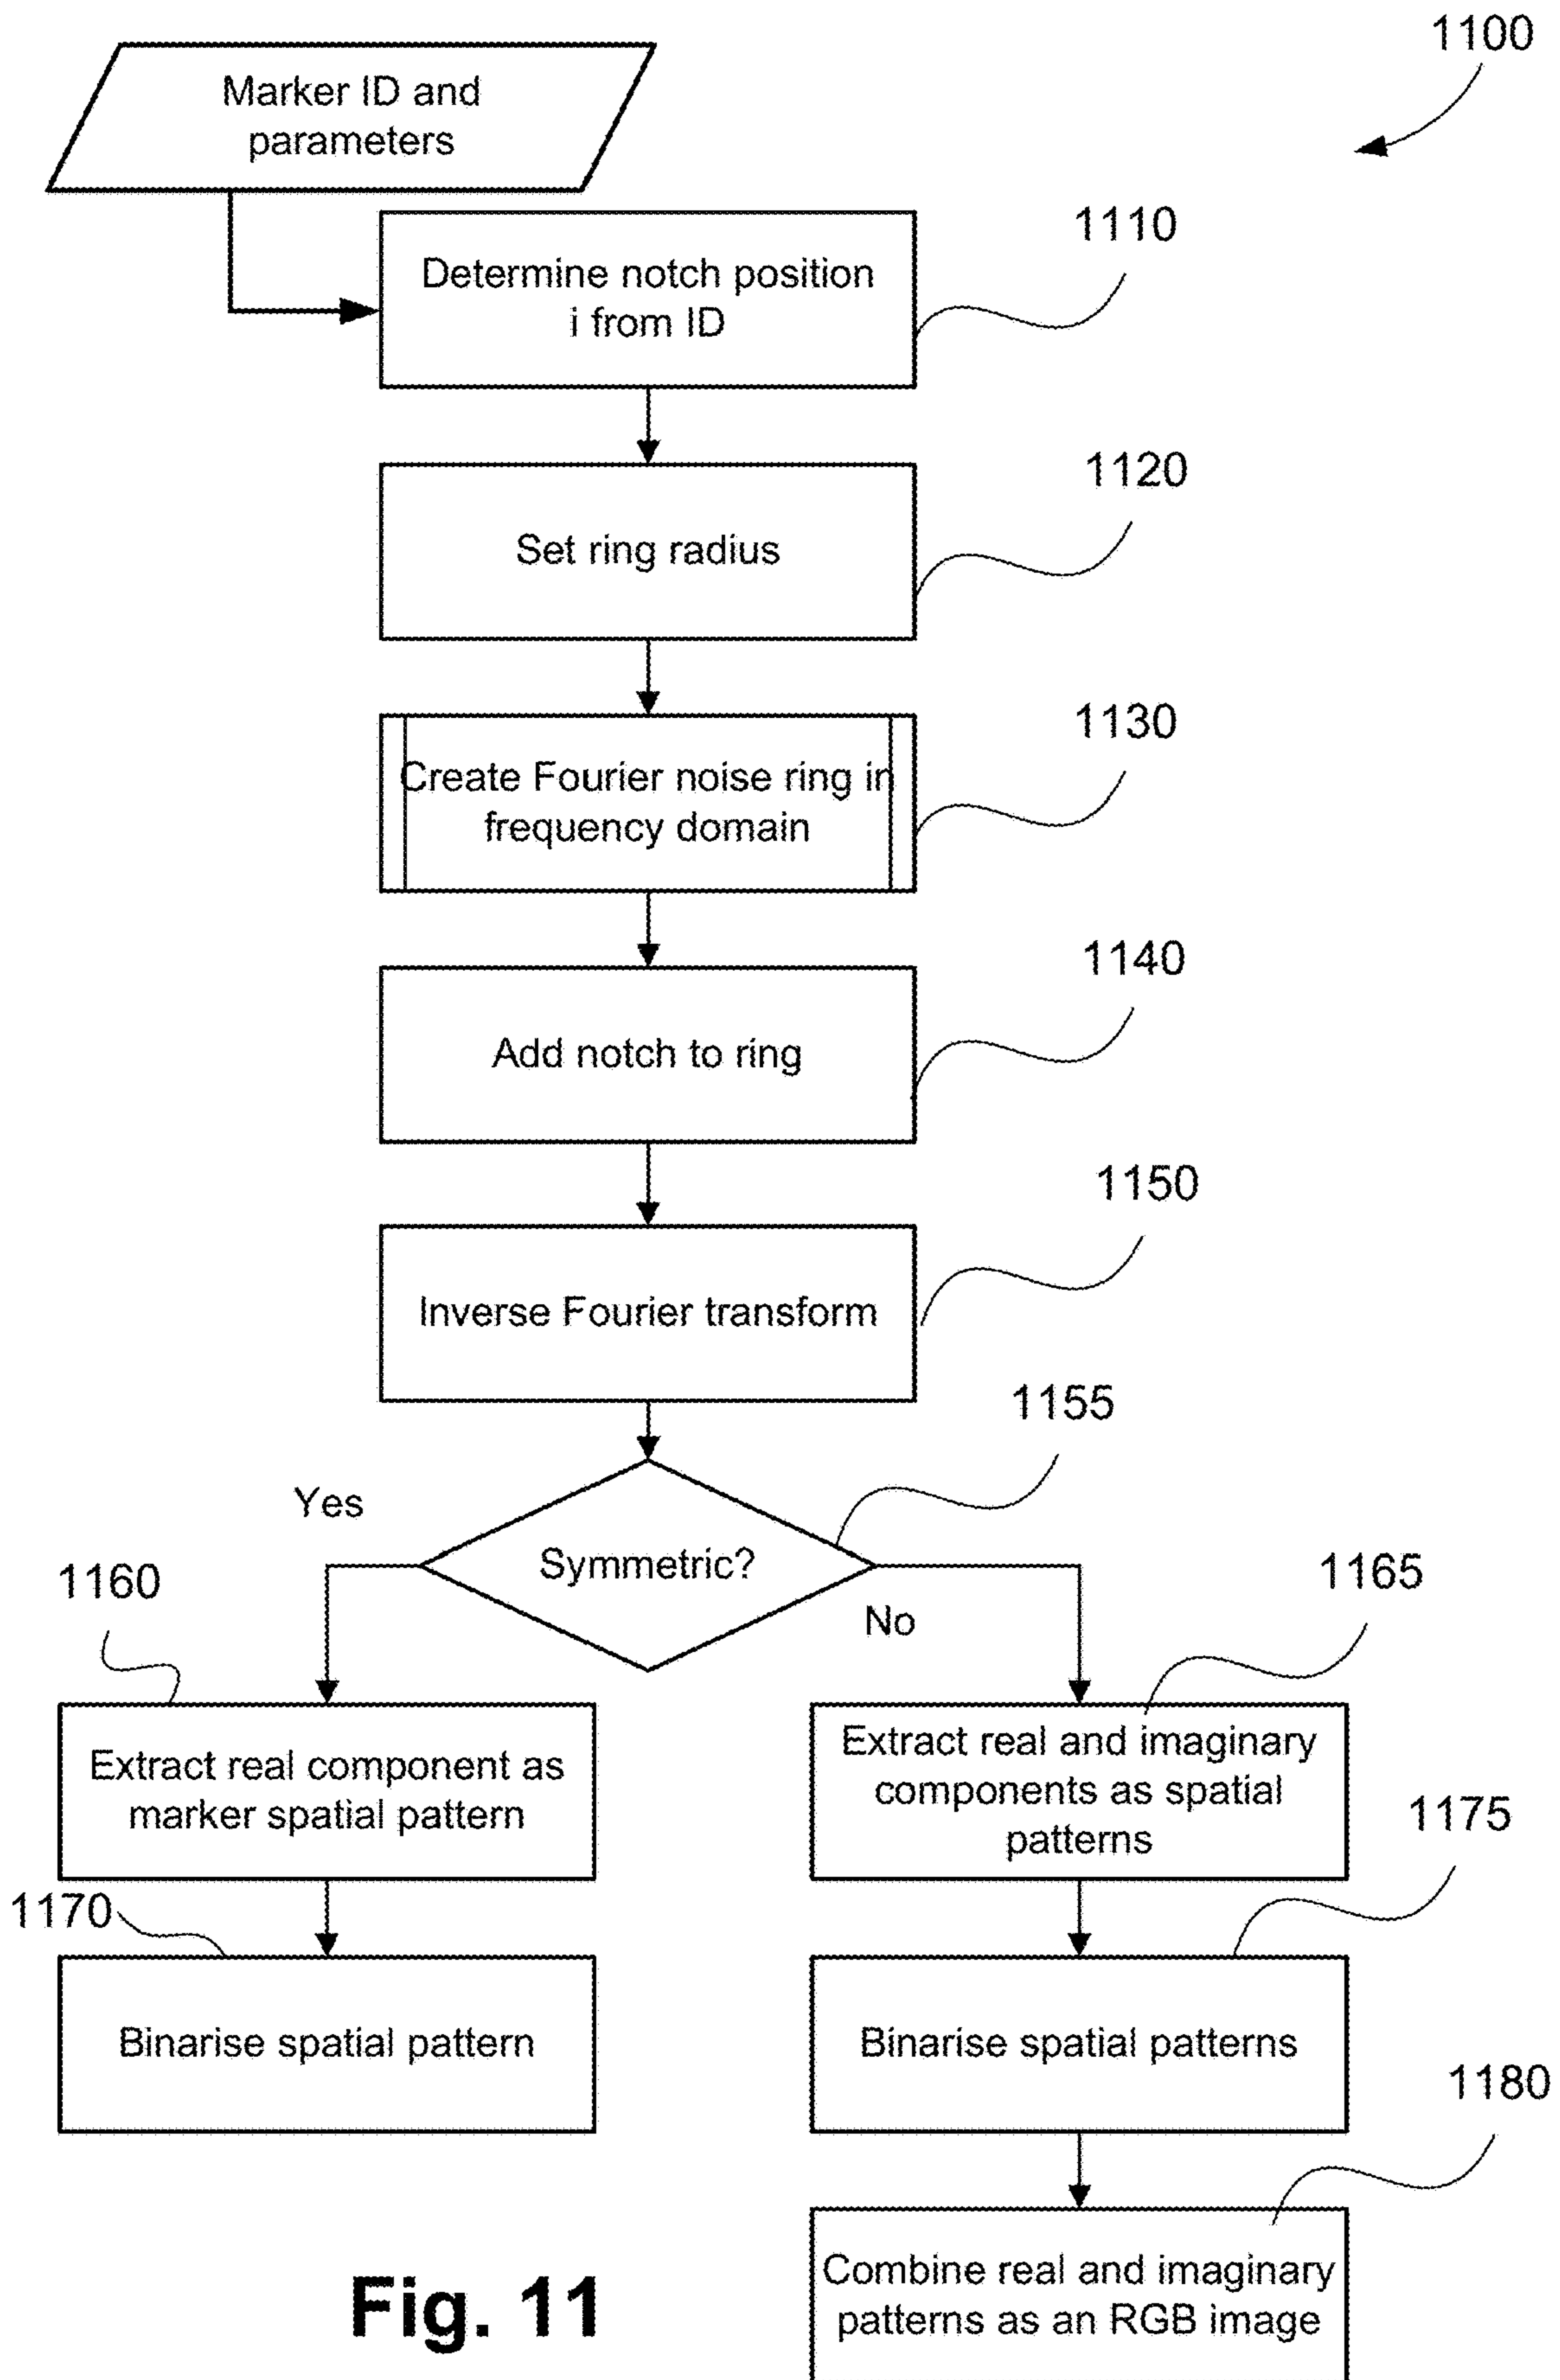 1100
Marker ID and
parameters
1110
Determine notch position
i from ID
1120
Set ring radius
1130
Create Fourier noise ring in
frequency domain
1140
Add notch to ring
1150
Inverse Fourier transform
1155
Yes
Symmetric?
No
1160
1165
Extract real component as
marker spatial pattern
Extract real and imaginary
components as spatial
patterns
1170
1175
Binarise spatial pattern
Binarise spatial patterns
1180
Combine real and imaginary
patterns as an RGB image
Fig. 11